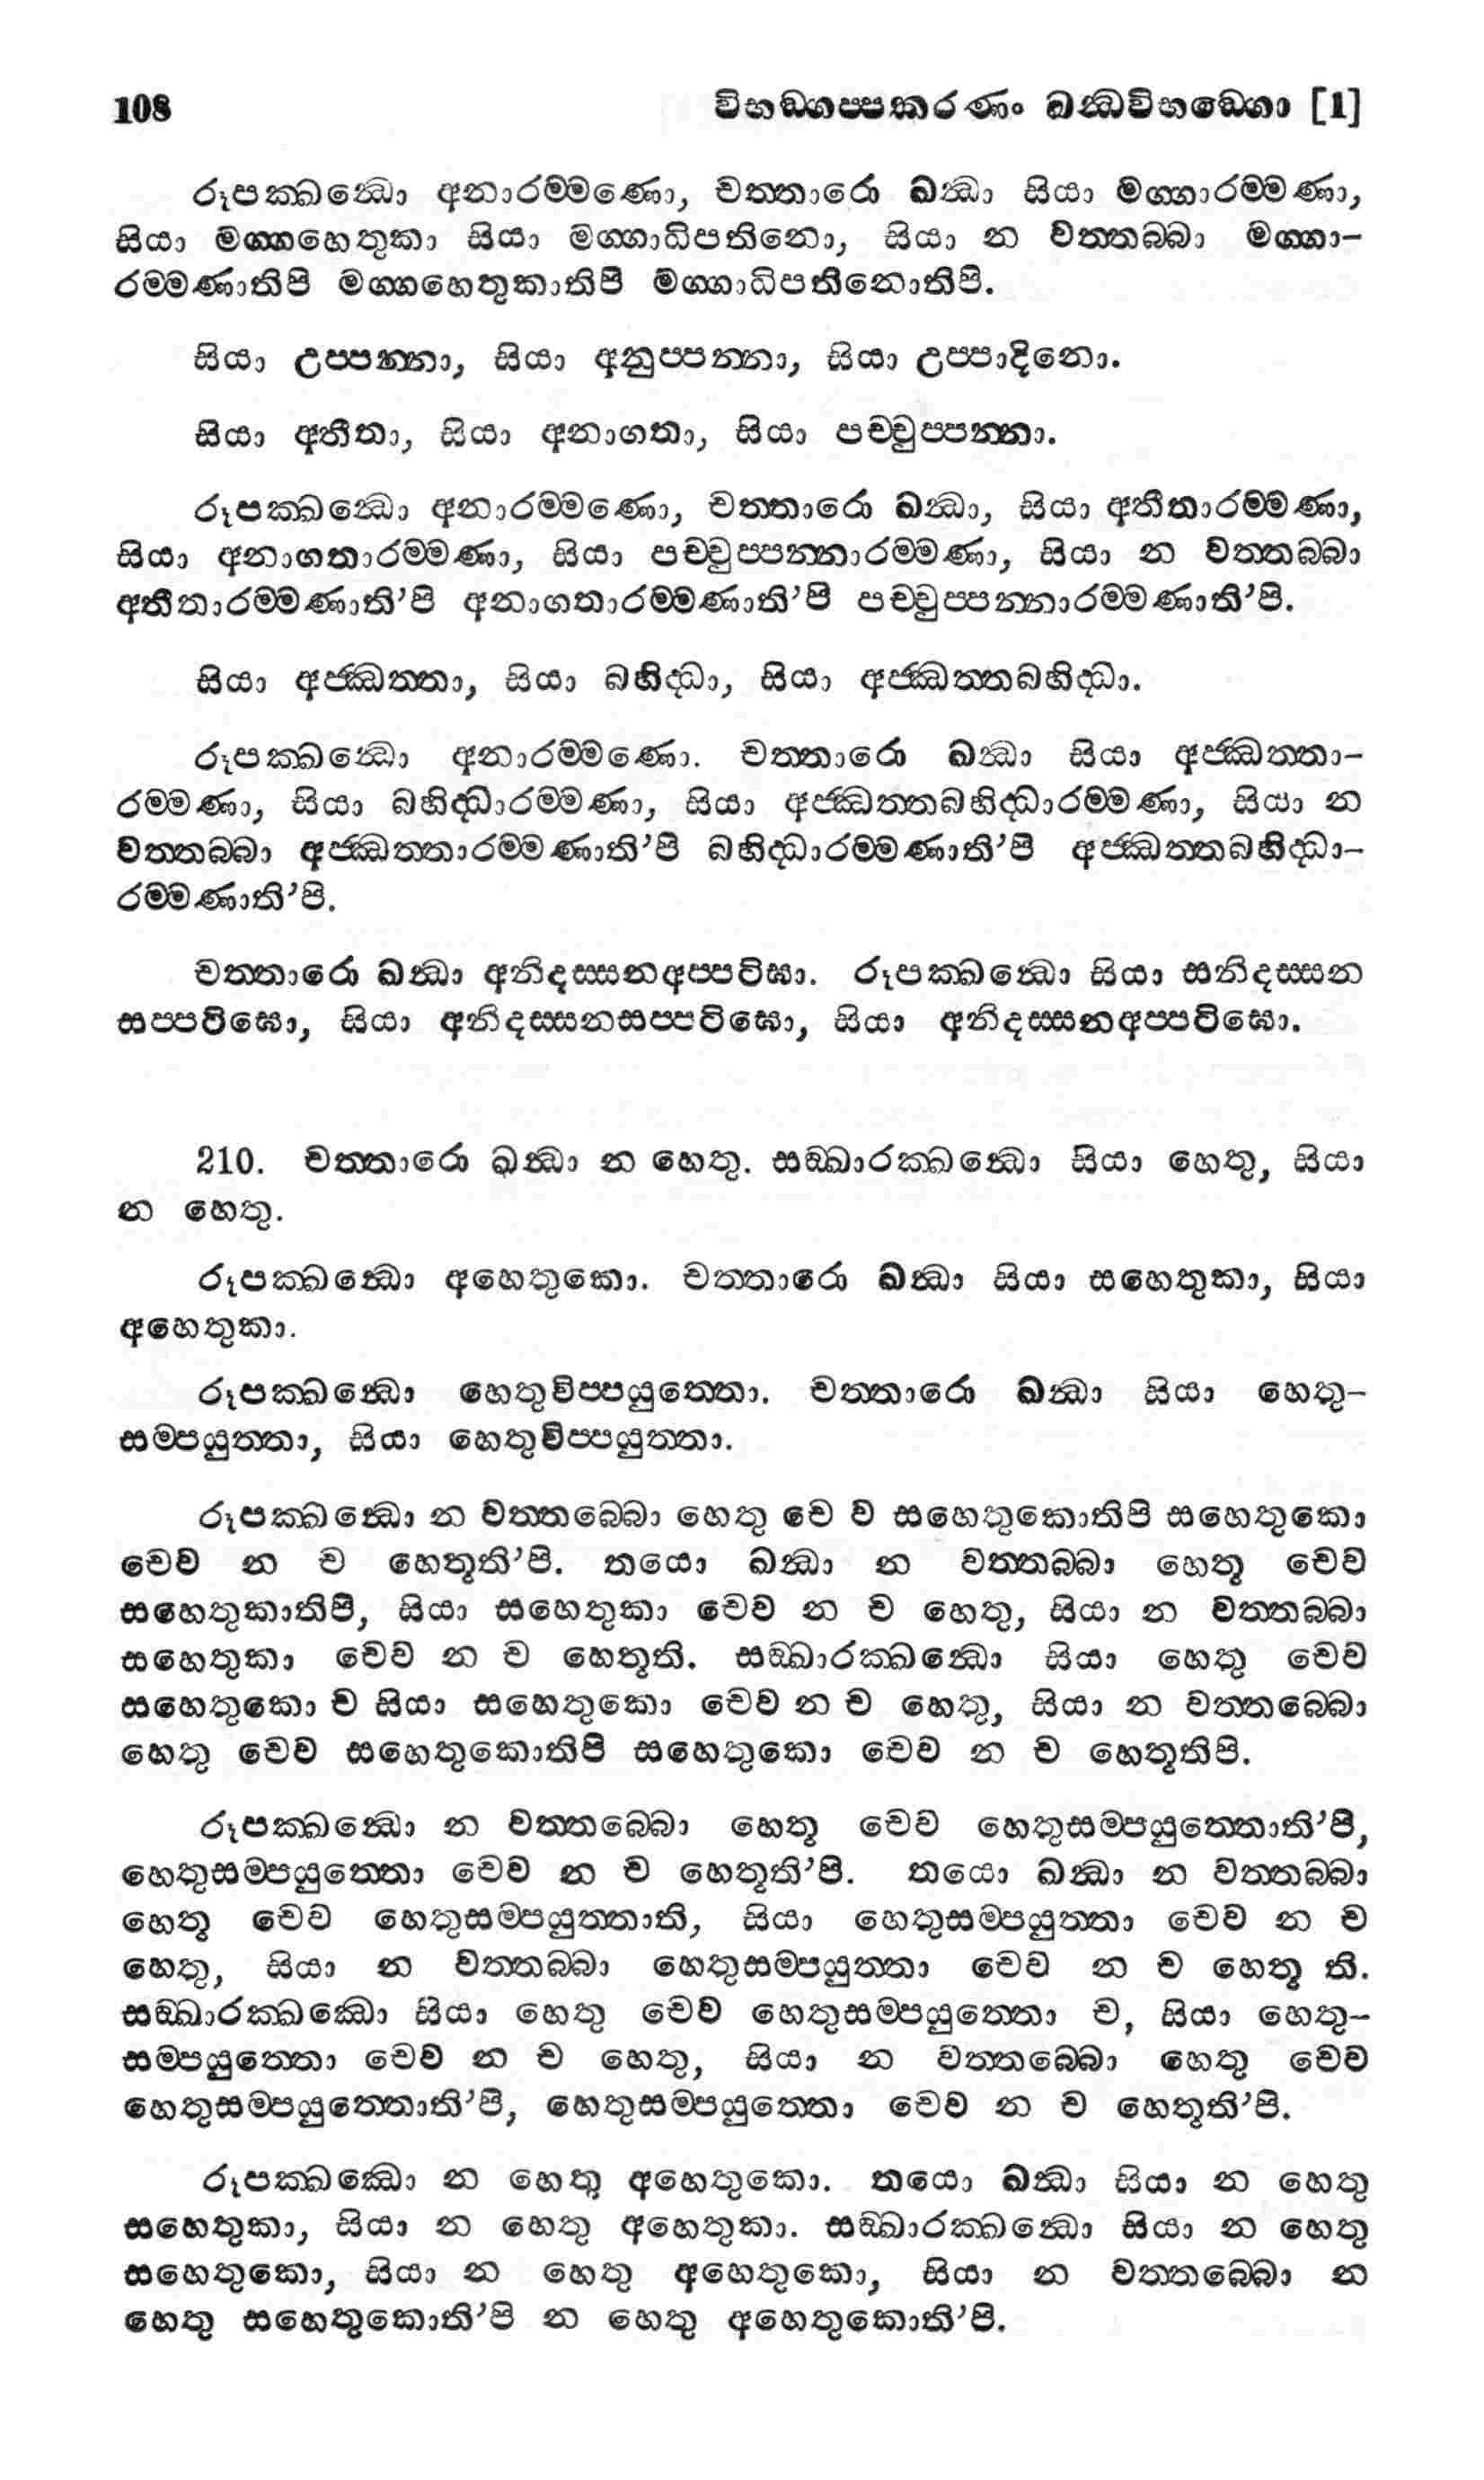 108 විභඞ්ගප්පකරණං ඛන්ධවිභඞ්ගො [1]
රූපක්ඛන්ධො අනාරම්මණො, චත්තාරො ඛන්ධා සියා මග්ගාරම්මණා,
සියා මග්ගහෙතුකා සියා මග්ගාධිපතිනො, සියා න වත්තබ්බා මග්ගා-
රම්මණාතිපි මග්ගහෙතුකාතිපි මග්ගාධිපතිනොතිපි.
සියා උප්පන්නා, සියා අනුප්පන්නා, සියා උප්පාදිනො.
සියා අතීතා, සියා අනාගතා, සියා පච්චුප්පන්නා.
රූපක්ඛන්ධො අනාරම්මණො, චත්තාරො ඛන්ධා, සියා අතීතාරම්මණා,
සියා අනාගතාරම්මණා, සියා පච්චුප්පන්නාරම්මණා, සියා න වත්තබ්බා
අතීතාරම්මණාති’පි අනාගතාරම්මණාති’පි පච්චුප්පන්නාරම්මණාති’පි.
සියා අජ්ඣත්තා, සියා බහිද්ධා, සියා අජ්ඣත්තබහිද්ධා.
රූපක්ඛන්ධො අනාරම්මණො. චත්තාරො ඛන්ධා සියා අජ්ඣත්තා-
රම්මණා, සියා බහිද්ධාරම්මණා, සියා අජ්ඣත්තබහිද්ධාරම්මණා, සියා න
වත්තබ්බා අජ්ඣත්තාරම්මණාති’පි බහිද්ධාරම්මණාති’පි අජ්ඣත්තබහිද්ධා-
රම්මණාති’පි.
චත්තාරො ඛන්ධා අනිදස්සනඅප්පටිඝා. රූපක්ඛන්ධො සියා සනිදස්සන
සප්පටිඝො, සියා අනිදස්සනසප්පටිඝො, සියා අනිදස්සනඅප්පටිඝො.
210. චත්තාරො ඛන්ධා න හෙතු. සඞ්ඛාරක්ඛන්ධො සියා හෙතු, සියා
න හෙතු.
රූපක්ඛන්ධො අහෙතුකො. චත්තාරො ඛන්ධා සියා සහෙතුකා, සියා
අහෙතුකා.
රූපක්ඛන්ධො හෙතුවිප්පයුත්තො. චත්තාරො ඛන්ධා සියා හෙතු-
සම්පයුත්තා, සියා හෙතුවිප්පයුත්තා.
රූපක්ඛන්ධො න වත්තබ්බො හෙතු චෙ ව සහෙතුකොතිපි සහෙතුකො
චෙව න ච හෙතූති’පි. තයො ඛන්ධා න වත්තබ්බා හෙතූ චෙව
සහෙතුකාතිපි, සියා සහෙතුකා චෙව න ච හෙතු, සියා න වත්තබ්බා
සහෙතුකා චෙව න ච හෙතූති. සඞ්ඛාරක්ඛන්ධො සියා හෙතු චෙව
සහෙතුකො ච සියා සහෙතුකො චෙව න ච හෙතු, සියා න වත්තබ්බො
හෙතු චෙව සහෙතුකොතිපි සහෙතුකො චෙව න ච හෙතූතිපි.
රූපක්ඛන්ධො න වත්තබ්බො හෙතූ චෙව හෙතුසම්පයුත්තොති’පි,
හෙතුසම්පයුත්තො චෙව න ච හෙතූති’පි. තයො ඛන්ධා න වත්තබ්බා
හෙතූ චෙව හෙතුසම්පයුත්තාති, සියා හෙතුසම්පයුත්තා චෙව න ච
හෙතු, සියා න වත්තබ්බා හෙතුසම්පයුත්තා චෙව න ච හෙතූ ති.
සඞ්ඛාරක්ඛන්ධො සියා හෙතු චෙව හෙතුසම්පයුත්තො ච, සියා හෙතු-
සම්පයුත්තො චෙව න ච හෙතු, සියා න වත්තබ්බො හෙතු චෙව
හෙතුසම්පයුත්තොති’පි, හෙතුසම්පයුත්තො චෙව න ච හෙතූති’පි.
රූපක්ඛන්ධො න හෙතු අහෙතුකො. තයො ඛන්ධා සියා න හෙතු
සහෙතුකා, සියා න හෙතු අහෙතුකා. සඞ්ඛාරක්ඛන්ධො සියා න හෙතු
සහෙතුකො, සියා න හෙතු අහෙතුකො, සියා න වත්තබ්බො න
හෙතු සහෙතුකොති’පි න හෙතු අහෙතුකොති’පි.